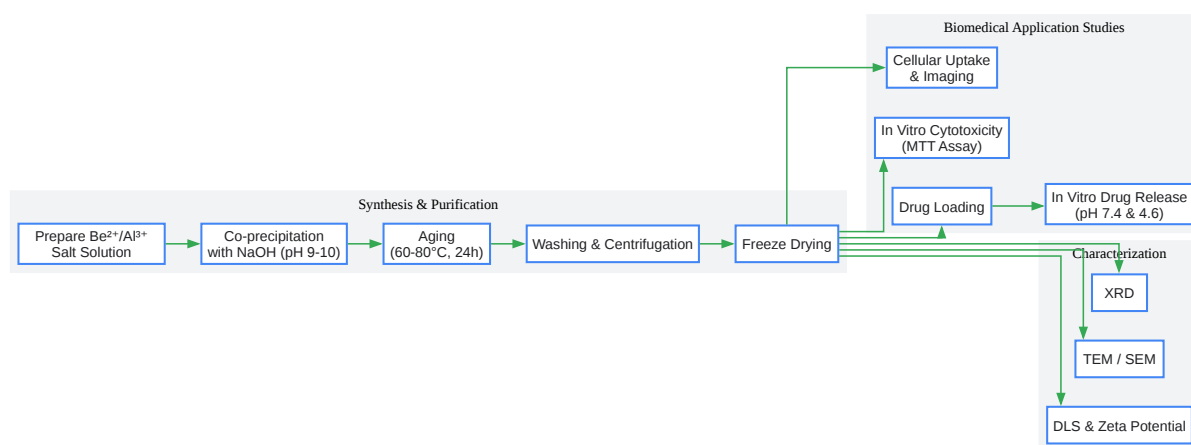 Biomedical Application Studies
Cellular Uptake
& Imaging
In Vitro Cytotoxicity
(MTT Assay)
Drug Loading
In Vitro Drug Release
(pH 7.4 & 4.6)
Synthesis & Purification
Prepare Be²⁺/Al³⁺
Salt Solution
Co-precipitation
with NaOH (pH 9-10)
Aging
(60-80°C, 24h)
Washing & Centrifugation
Freeze Drying
Characterization
XRD
TEM / SEM
DLS & Zeta Potential